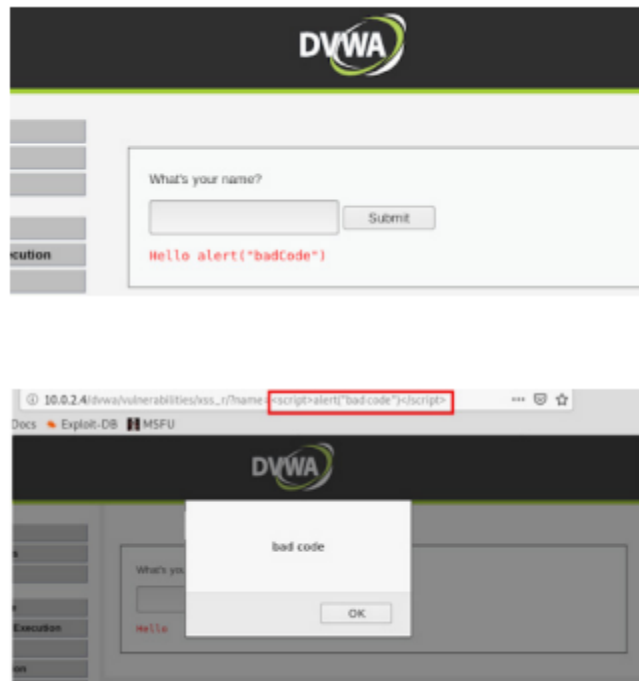 DVWA
What's your name?
Submit
ecution
Hello alert("badCode")
10.0.2.4/dvwa/vulnerabilities/xss_r/?name=<script>alert("bad code")</script>
Docs Exploit-DB MSFU
DVWA
bad code
s
What's you
OK
Execution
Hello
on